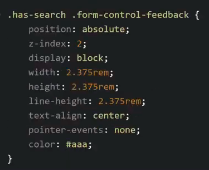 .has-search .form-control-feedback {
    position: absolute;
    z-index: 2;
    display: block;
    width: 2.375rem;
    height: 2.375rem;
    line-height: 2.375rem;
    text-align: center;
    pointer-events: none;
    color: #aaa;
}